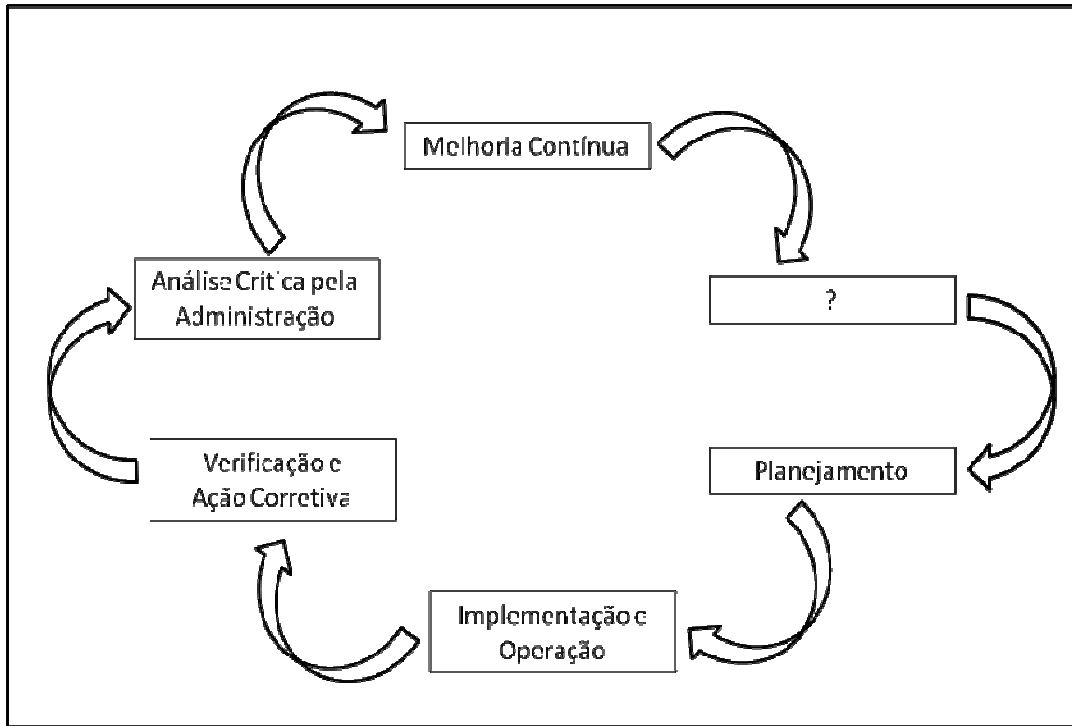 Melhoria Contínua
?
Planejamento
Implementação e
Operação
Verificação e
Ação Corretiva
Análise Crítica pela
Administração